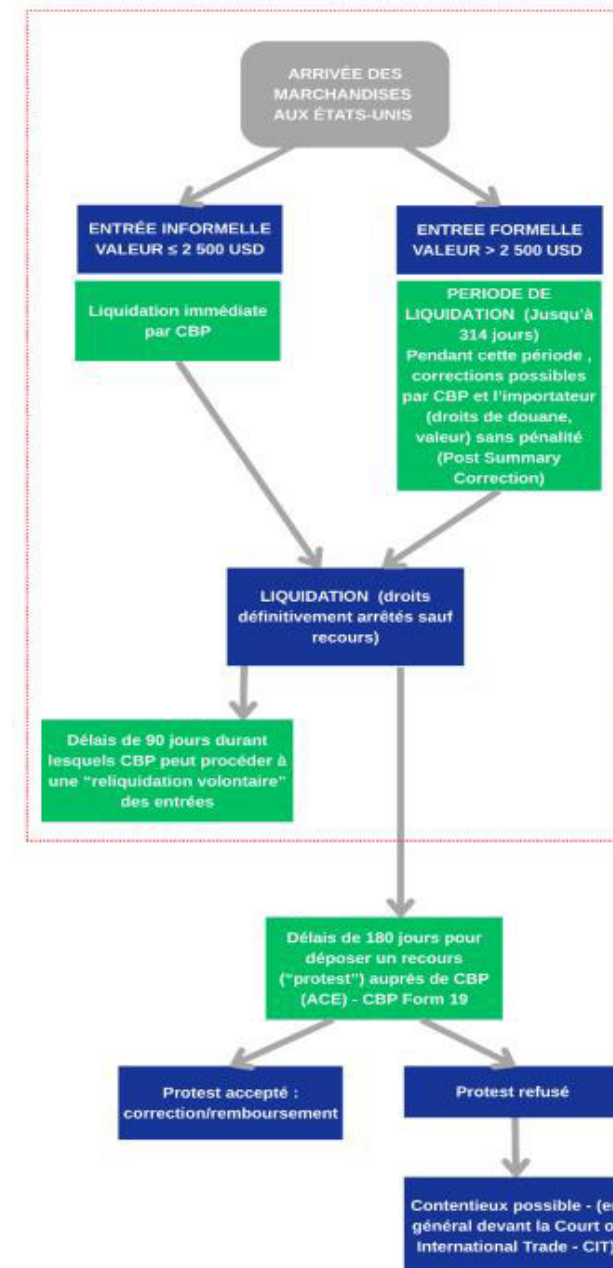 ARRIVÉE DES
MARCHANDISES
AUX ÉTATS-UNIS
ENTRÉE INFORMELLE
VALEUR ≤ 2 500 USD
ENTREE FORMELLE
VALEUR > 2 500 USD
Liquidation immédiate
par CBP
PERIODE DE
LIQUIDATION (Jusqu'à
314 jours)
Pendant cette période ,
corrections possibles
par CBP et l'importateur
(droits de douane,
valeur) sans pénalité
(Post Summary
Correction)
LIQUIDATION (droits
définitivement arrêtés sauf
recours)
Délais de 90 jours durant
lesquels CBP peut procéder à
une “reliquidation volontaire”
des entrées
Délais de 180 jours pour
déposer un recours
(“protest”) auprés de CBP
(ACE) - CBP Form 19
Protest accepté :
correction/remboursement
Protest refusé
Contentieux possible - (en
général devant la Court o
International Trade - CIT)